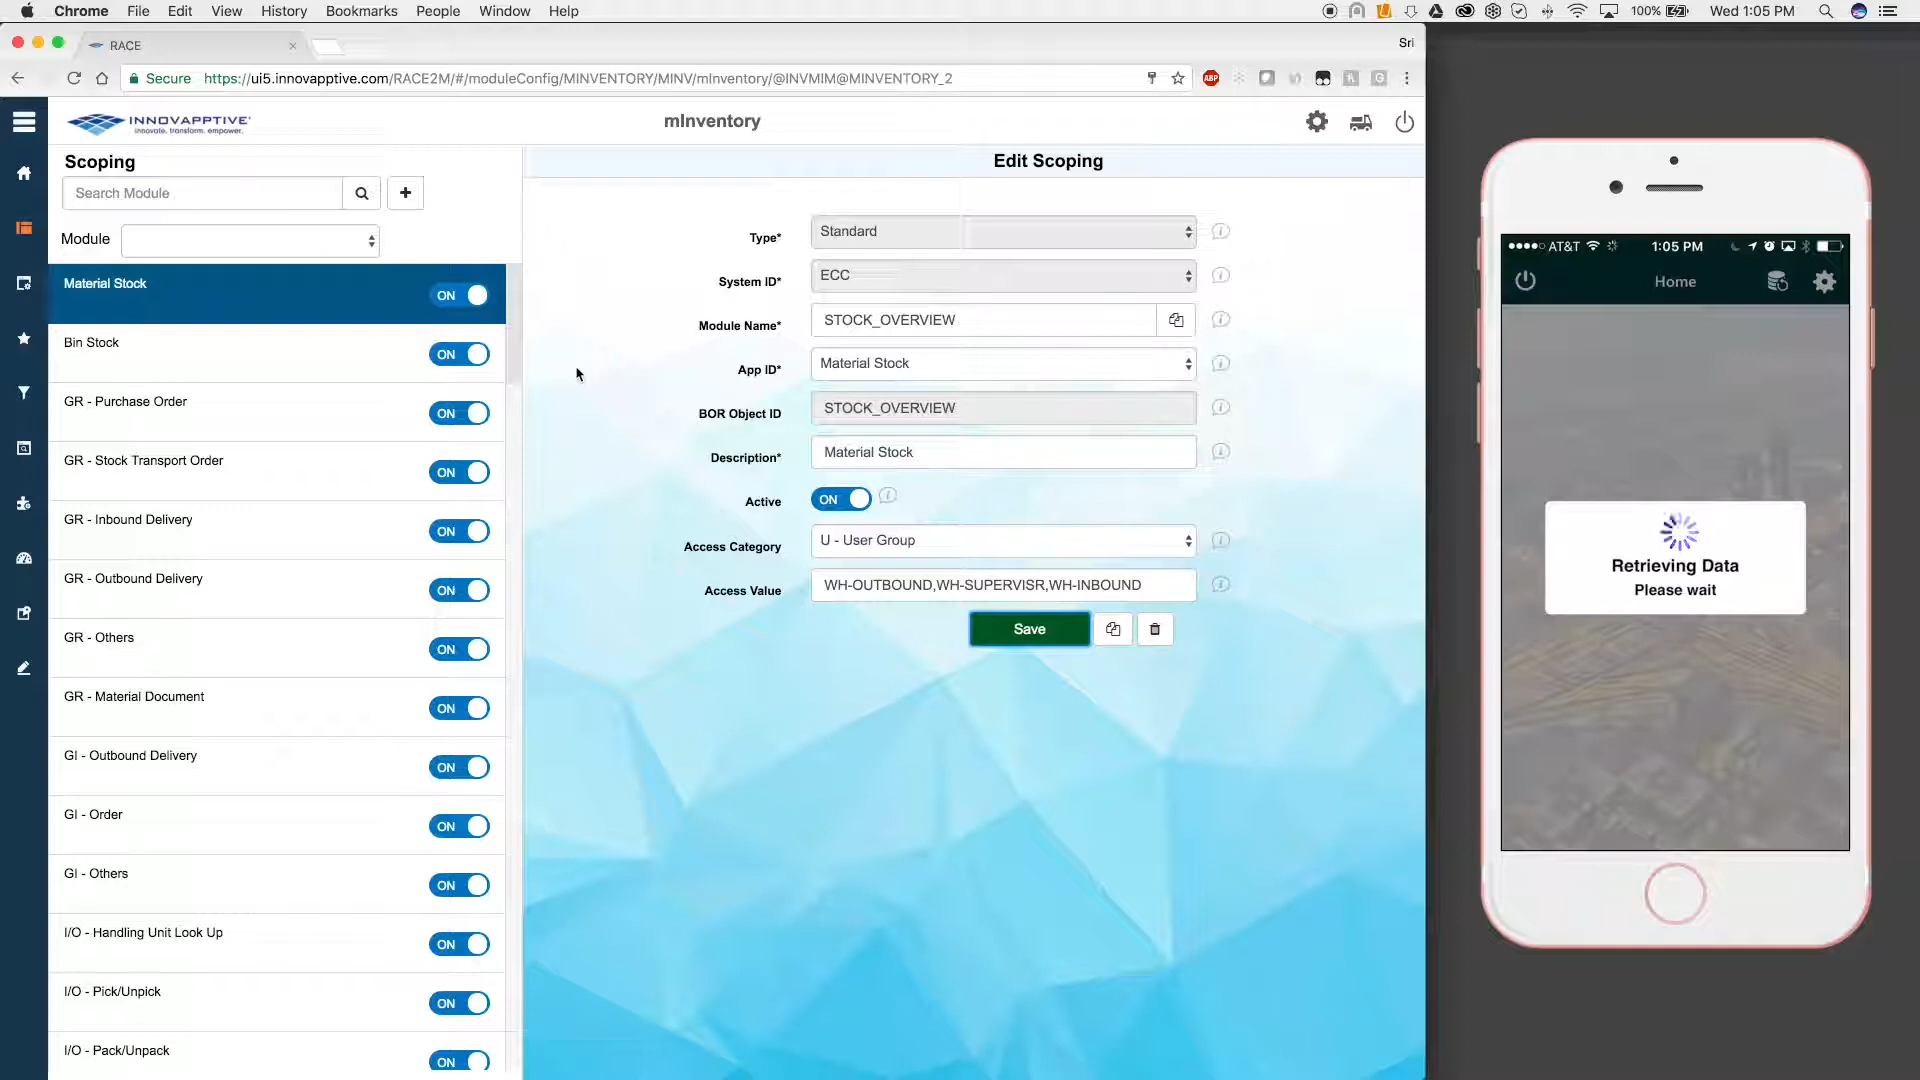 Chrome File Edit View History Bookmarks People Window Help
100% Wed 1:05 PM
RACE
Sri
Secure https://ui5.innovapptive.com/RACE2M/#/moduleConfig/MINVENTORY/MINV/mInventory/@INVMIM@MINVENTORY_2
ABP
INNOVAPPTIVE
innovate. transform. empower.
mInventory
Scoping
Search Module
Module
Material Stock ON
Bin Stock ON
GR - Purchase Order ON
GR - Stock Transport Order ON
GR - Inbound Delivery ON
GR - Outbound Delivery ON
GR - Others ON
GR - Material Document ON
GI - Outbound Delivery ON
GI - Order ON
GI - Others ON
I/O - Handling Unit Look Up ON
I/O - Pick/Unpick ON
I/O - Pack/Unpack ON
Edit Scoping
Type* Standard
System ID* ECC
Module Name* STOCK_OVERVIEW
App ID* Material Stock
BOR Object ID STOCK_OVERVIEW
Description* Material Stock
Active ON
Access Category U - User Group
Access Value WH-OUTBOUND,WH-SUPERVISR,WH-INBOUND
Save
AT&T 1:05 PM
Home
Retrieving Data
Please wait